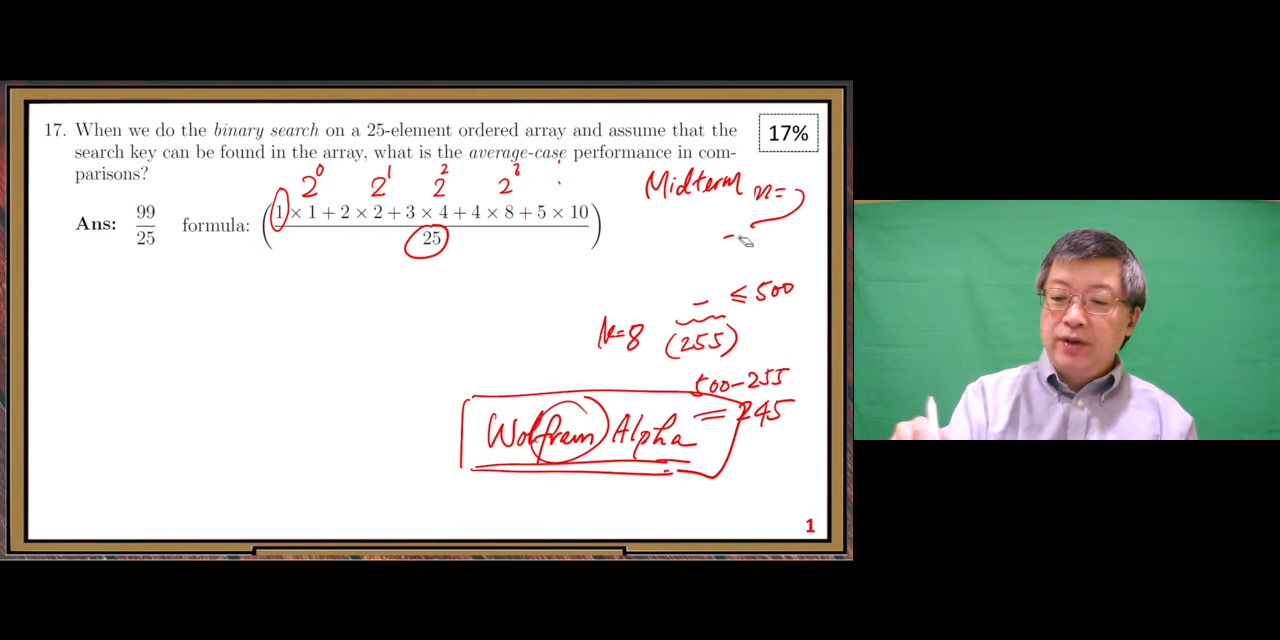 17. When we do the binary search on a 25-element ordered array and assume that the
search key can be found in the array, what is the average-case performance in com-
parisons?
17%
2^0 2^1 2^2 2^3
Ans: 99/25 formula: ( (1 × 1 + 2 × 2 + 3 × 4 + 4 × 8 + 5 × 10) / 25 )
Midterm n=
– ≤ 500
k=8 (255)
500-255
= 245
Wolfram Alpha
1